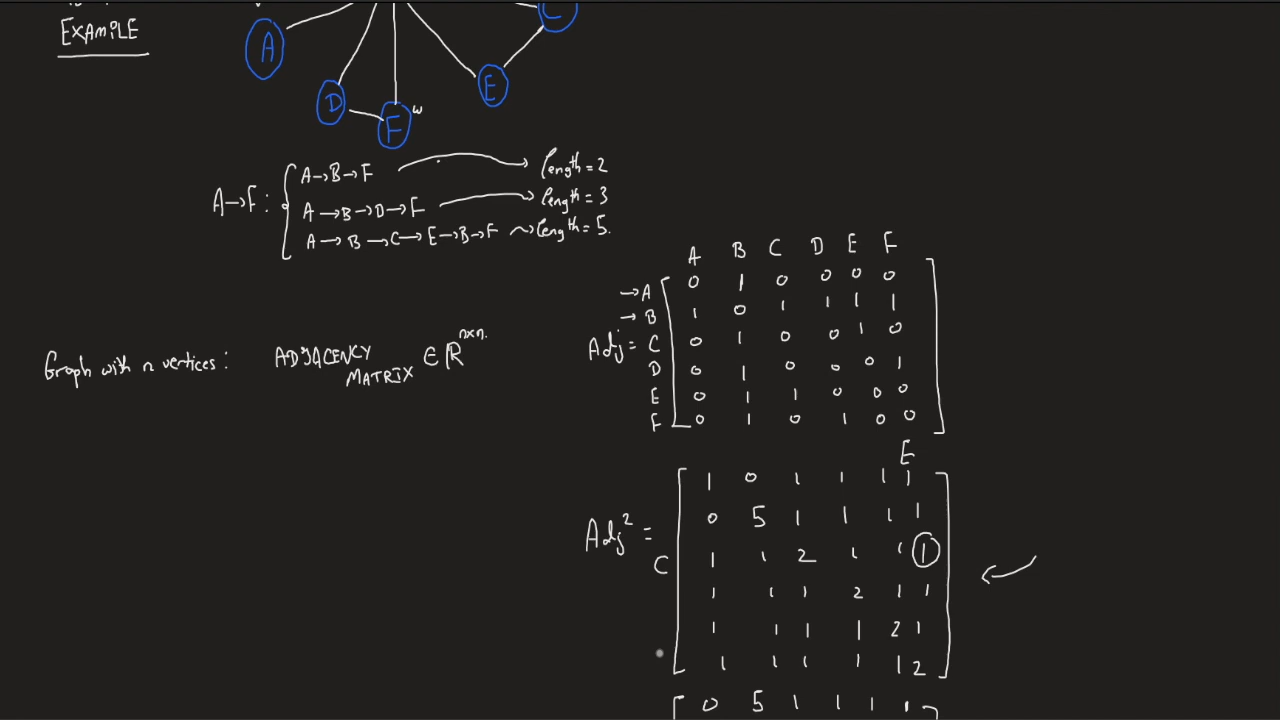 EXAMPLE
A
C
D
E
F
w
A→F:
A→B→F → length=2
A→B→D→F → length=3
A→B→C→E→B→F → length=5.
Graph with n vertices: ADJACENCY MATRIX ∈ ℝⁿˣⁿ.
A B C D E F
→A 0 1 0 0 0 0
→B 1 0 1 1 1 1
Adj= C 0 1 0 0 1 0
D 0 1 0 0 0 1
E 0 1 1 0 0 0
F 0 1 0 1 0 0
E
1 0 1 1 1 1
0 5 1 1 1 1
Adj² =
C 1 1 2 1 1 1
1 1 1 2 1 1
1 1 1 1 2 1
1 1 1 1 1 2
0 5 1 1 1 1